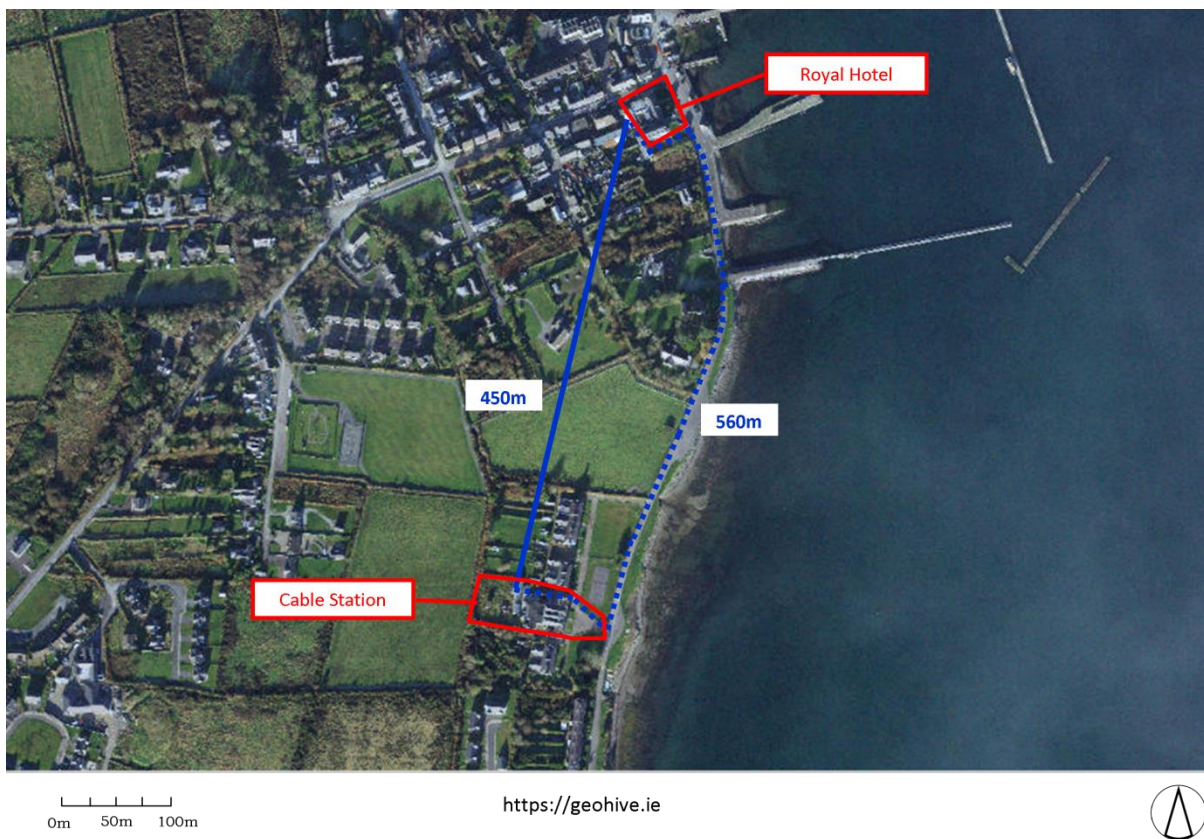 Royal Hotel
450m
560m
Cable Station
0m 50m 100m
https://geohive.ie